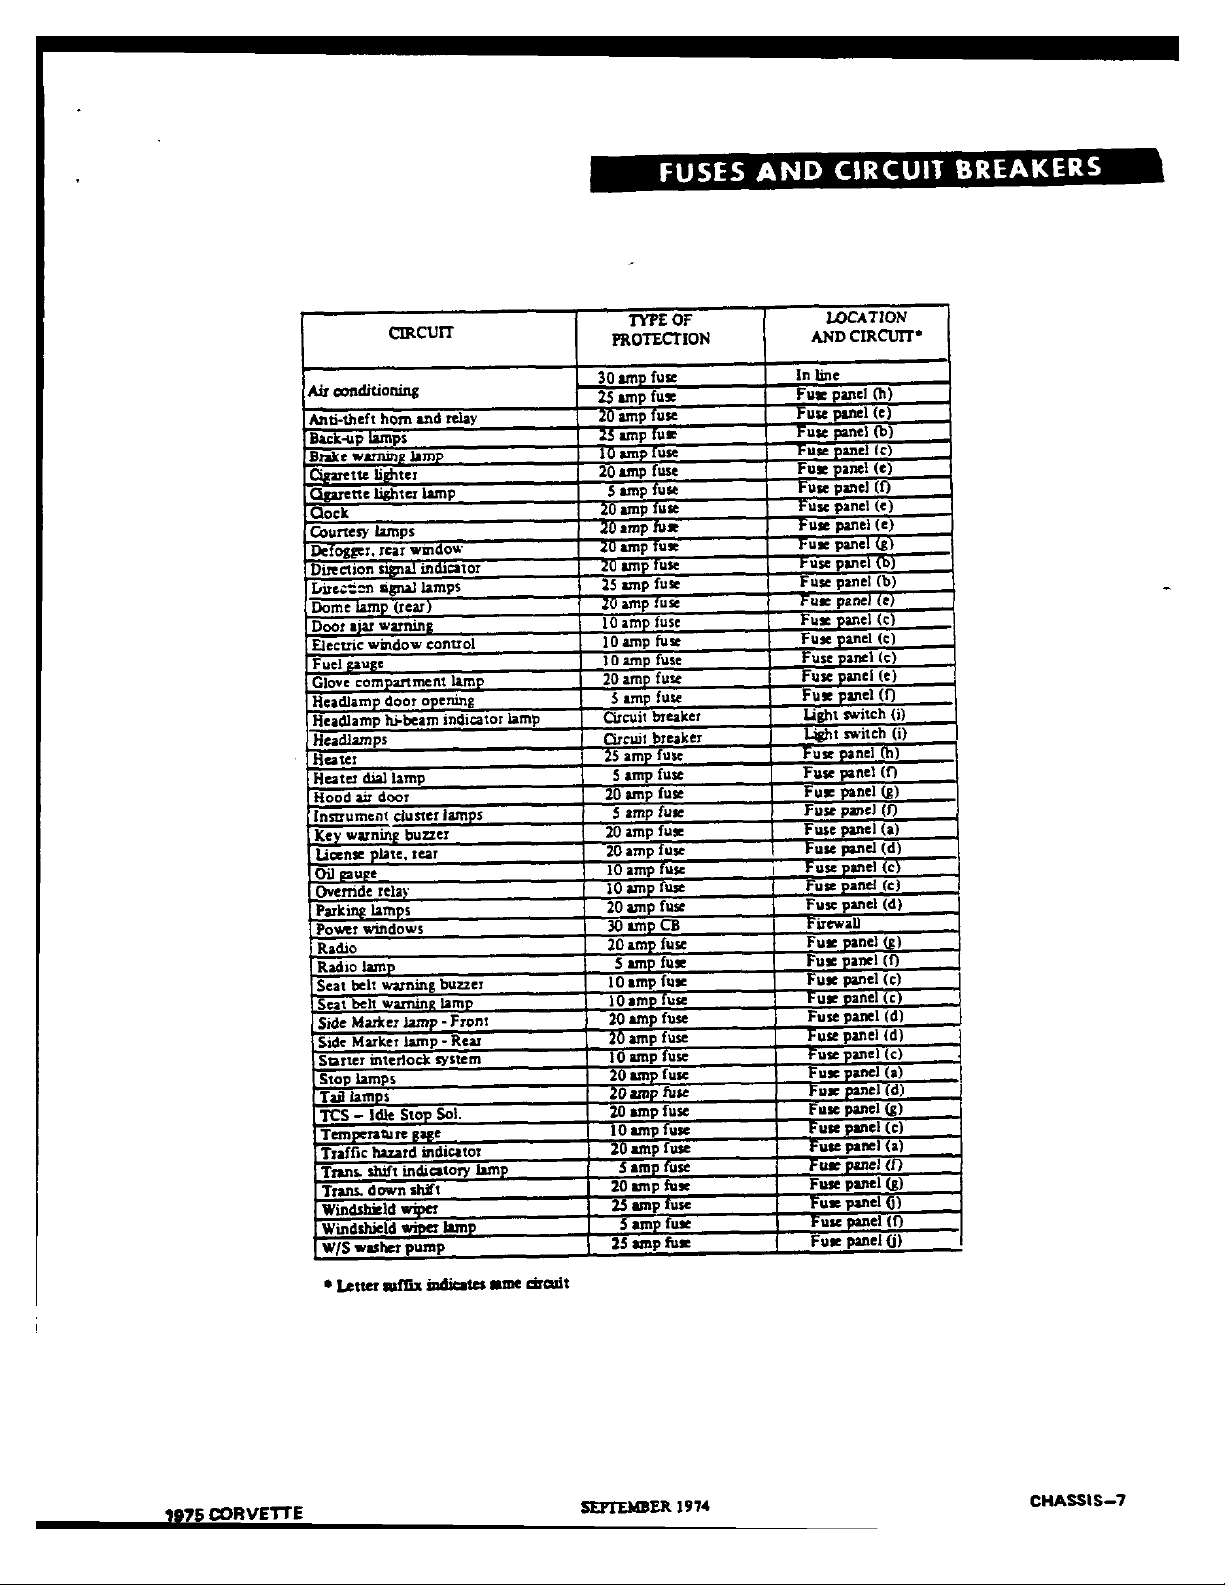 FUSES AND CIRCUIT BREAKERS
CIRCUIT TYPE OF PROTECTION LOCATION AND CIRCUIT*
Air conditioning 30 amp fuse In line
25 amp fuse Fuse panel (h)
Anti-theft horn and relay 20 amp fuse Fuse panel (e)
Back-up lamps 25 amp fuse Fuse panel (b)
Brake warning lamp 10 amp fuse Fuse panel (c)
Cigarette lighter 20 amp fuse Fuse panel (e)
Cigarette lighter lamp 5 amp fuse Fuse panel (f)
Clock 20 amp fuse Fuse panel (e)
Courtesy lamps 20 amp fuse Fuse panel (e)
Defogger, rear window 20 amp fuse Fuse panel (g)
Direction signal indicator 20 amp fuse Fuse panel (b)
Direction signal lamps 25 amp fuse Fuse panel (b)
Dome lamp (rear) 20 amp fuse Fuse panel (e)
Door ajar warning 10 amp fuse Fuse panel (c)
Electric window control 10 amp fuse Fuse panel (c)
Fuel gauge 10 amp fuse Fuse panel (c)
Glove compartment lamp 20 amp fuse Fuse panel (e)
Headlamp door opening 5 amp fuse Fuse panel (f)
Headlamp hi-beam indicator lamp Circuit breaker Light switch (i)
Headlamps Circuit breaker Light switch (i)
Heater 25 amp fuse Fuse panel (h)
Heater dial lamp 5 amp fuse Fuse panel (f)
Hood air door 20 amp fuse Fuse panel (g)
Instrument cluster lamps 5 amp fuse Fuse panel (f)
Key warning buzzer 20 amp fuse Fuse panel (a)
License plate, rear 20 amp fuse Fuse panel (d)
Oil gauge 10 amp fuse Fuse panel (c)
Override relay 10 amp fuse Fuse panel (c)
Parking lamps 20 amp fuse Fuse panel (d)
Power windows 30 amp CB Firewall
Radio 20 amp fuse Fuse panel (g)
Radio lamp 5 amp fuse Fuse panel (f)
Seat belt warning buzzer 10 amp fuse Fuse panel (c)
Seat belt warning lamp 10 amp fuse Fuse panel (c)
Side Marker lamp - Front 20 amp fuse Fuse panel (d)
Side Marker lamp - Rear 20 amp fuse Fuse panel (d)
Starter interlock system 10 amp fuse Fuse panel (c)
Stop lamps 20 amp fuse Fuse panel (a)
Tail lamps 20 amp fuse Fuse panel (d)
TCS – Idle Stop Sol. 20 amp fuse Fuse panel (g)
Temperature gage 10 amp fuse Fuse panel (c)
Traffic hazard indicator 20 amp fuse Fuse panel (a)
Trans. shift indicatory lamp 5 amp fuse Fuse panel (f)
Trans. down shift 20 amp fuse Fuse panel (g)
Windshield wiper 25 amp fuse Fuse panel (j)
Windshield wiper lamp 5 amp fuse Fuse panel (f)
W/S washer pump 25 amp fuse Fuse panel (j)
* Letter suffix indicates same circuit
1975 CORVETTE SEPTEMBER 1974 CHASSIS–7